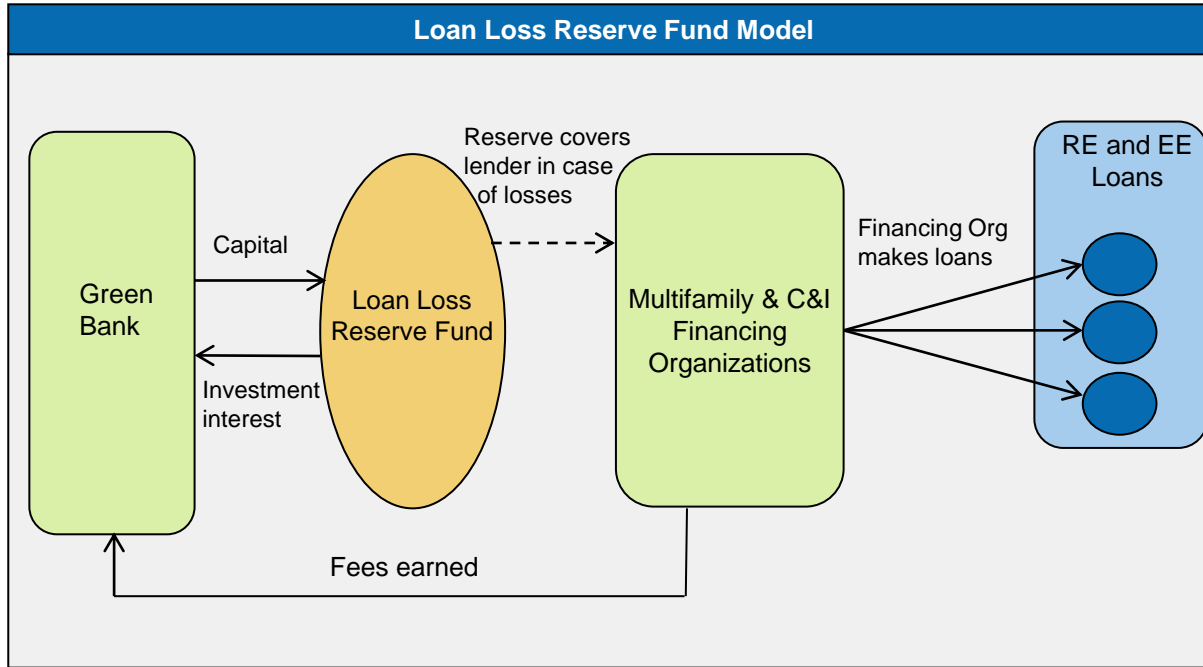 Loan Loss Reserve Fund Model
Green
Bank
Capital
Investment
interest
Loan Loss
Reserve Fund
Reserve covers
lender in case
of losses
Multifamily & C&I
Financing
Organizations
Financing Org
makes loans
RE and EE
Loans
Fees earned